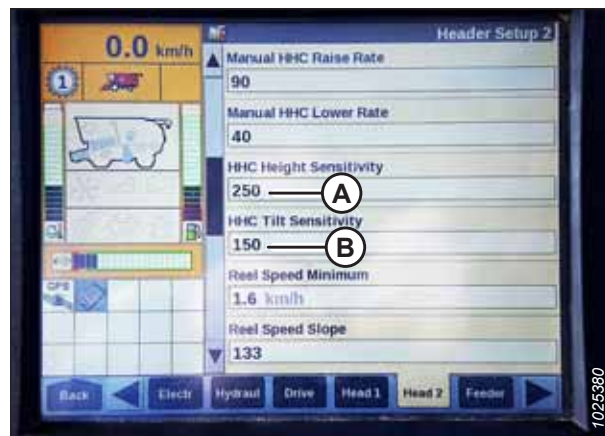 0.0 km/h
Header Setup 2
1
Manual HHC Raise Rate
90
Manual HHC Lower Rate
40
HHC Height Sensitivity
250
A
HHC Tilt Sensitivity
150
B
Reel Speed Minimum
1.6 km/h
Reel Speed Slope
133
GPS
Back
Electr
Hydraul
Drive
Head 1
Head 2
Feeder
1025380